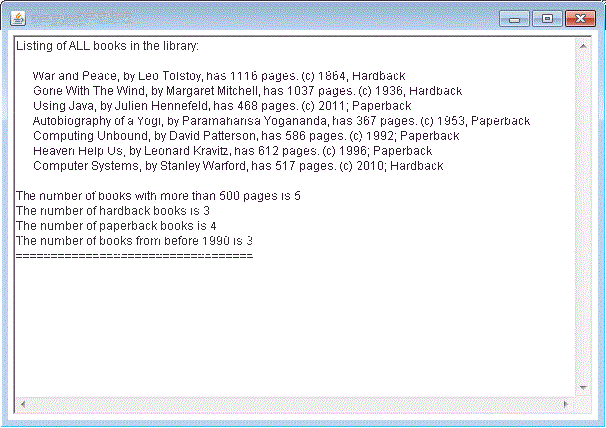 Listing of ALL books in the library:
War and Peace, by Leo Tolstoy, has 1116 pages. (c) 1864, Hardback
Gone With The Wind, by Margaret Mitchell, has 1037 pages. (c) 1936, Hardback
Using Java, by Julien Hennefeld, has 468 pages. (c) 2011; Paperback
Autobiography of a Yogi, by Paramahansa Yogananda, has 367 pages. (c) 1953, Paperback
Computing Unbound, by David Patterson, has 586 pages. (c) 1992; Paperback
Heaven Help Us, by Leonard Kravitz, has 612 pages. (c) 1996; Paperback
Computer Systems, by Stanley Warford, has 517 pages. (c) 2010; Hardback
The number of books with more than 500 pages is 5
The number of hardback books is 3
The number of paperback books is 4
The number of books from before 1990 is 3
==================================